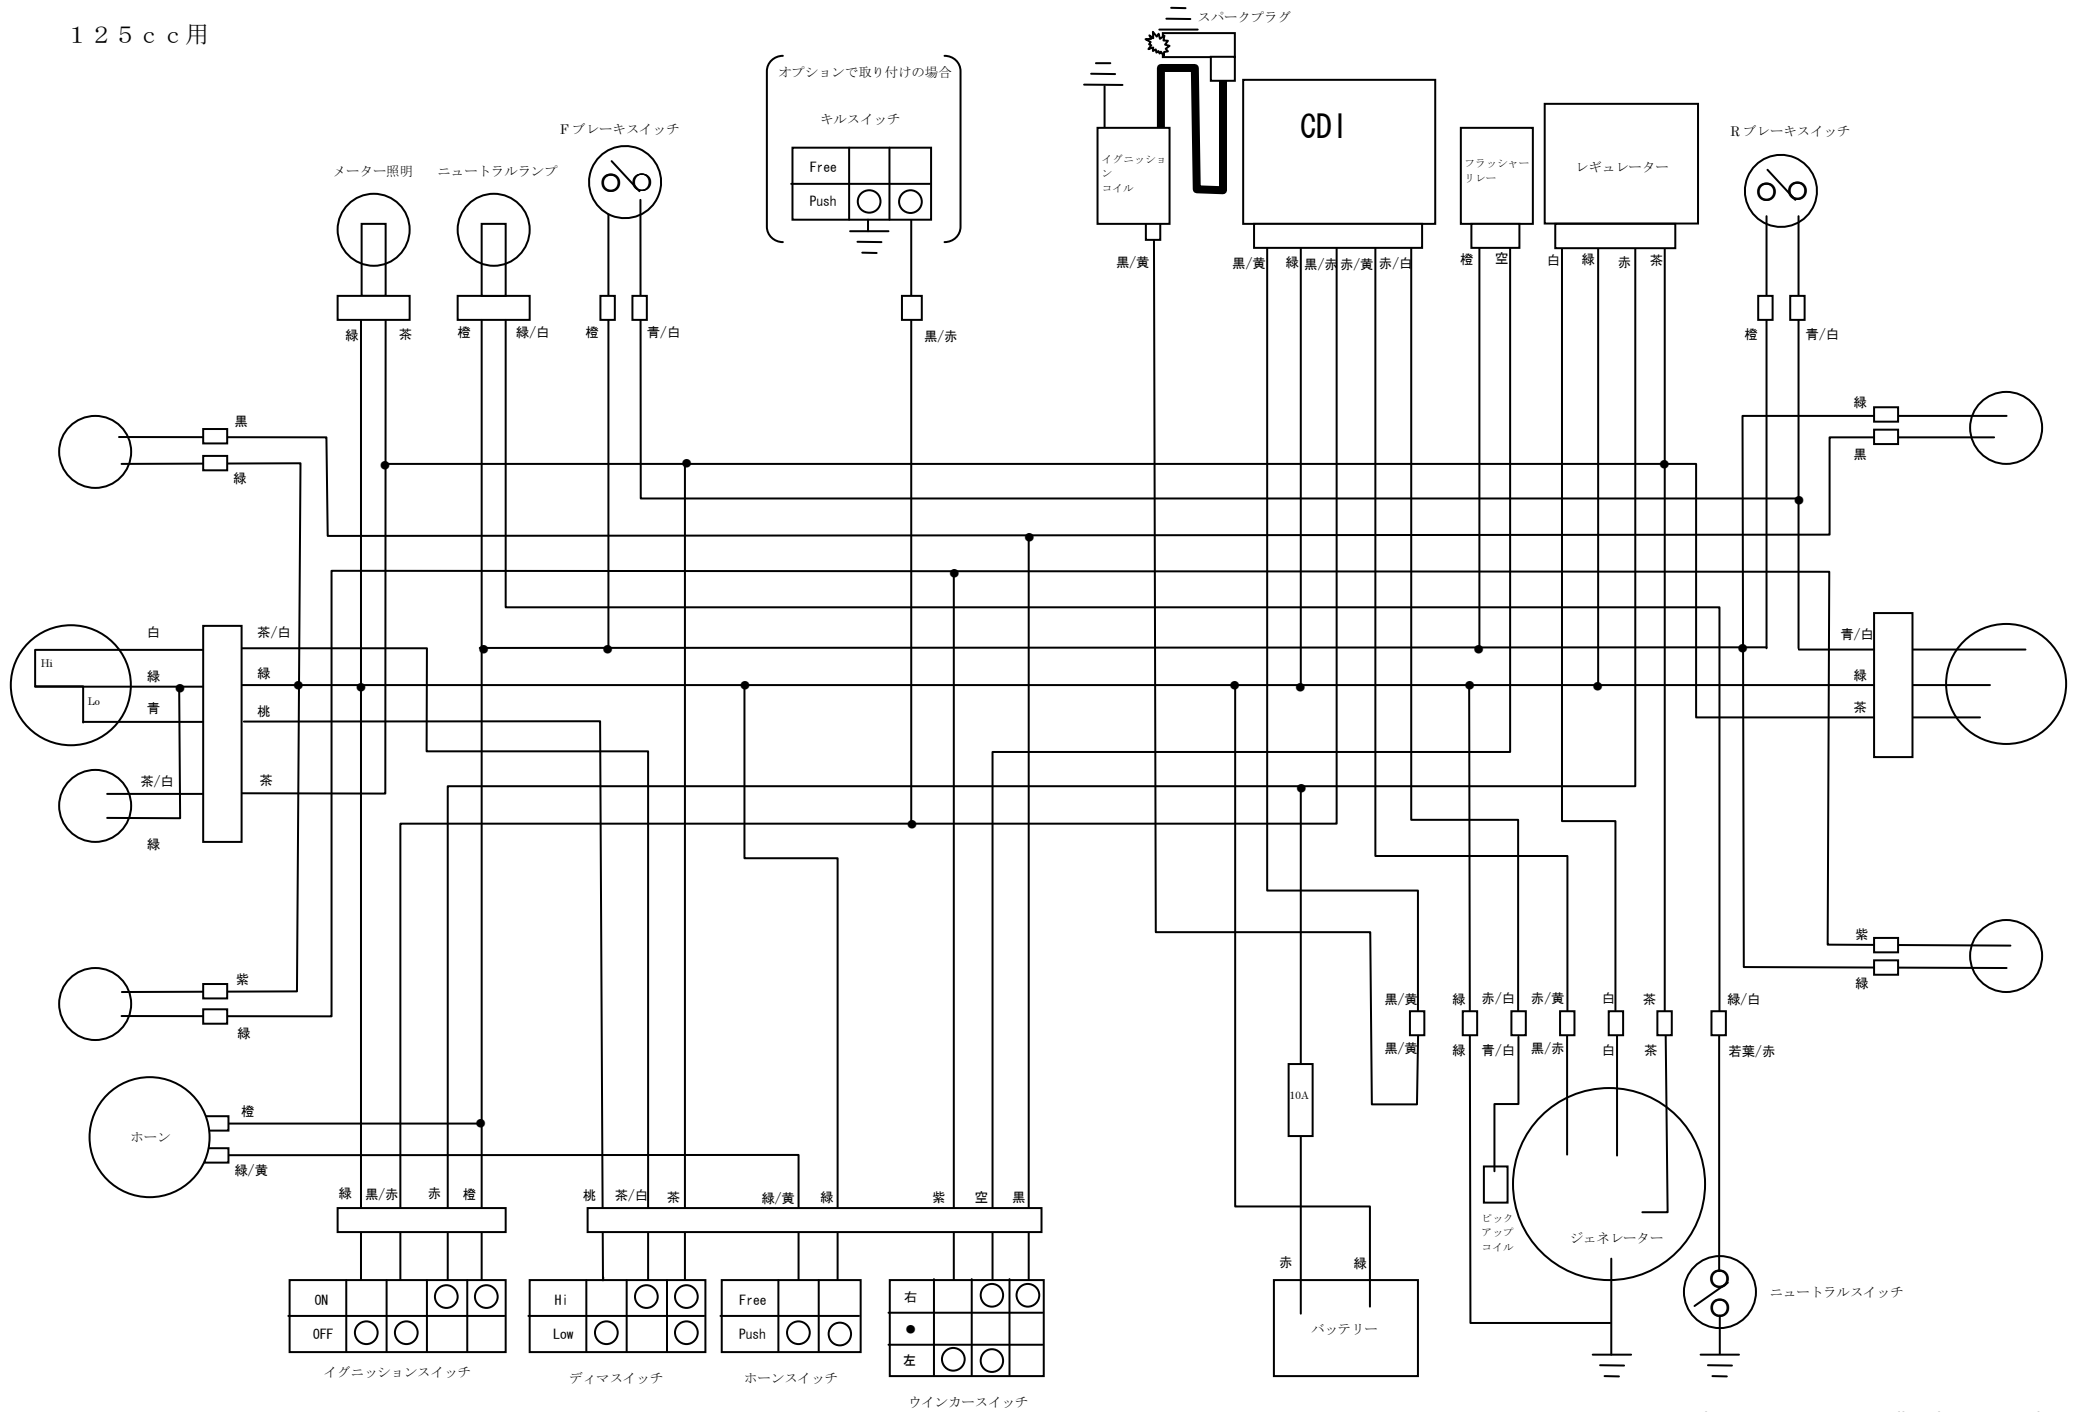 １２５ｃｃ用
スパークプラグ
オプションで取り付けの場合
キルスイッチ
Free
Push
Fブレーキスイッチ
メーター照明
ニュートラルランプ
イグニッショ
ン
コイル
CDI
フラッシャー
リレー
レギュレーター
Rブレーキスイッチ
黒/黄
黒/黄
緑
黒/赤
赤/黄
赤/白
橙
空
白
緑
赤
茶
緑
茶
橙
緑/白
橙
青/白
黒/赤
橙
青/白
黒
緑
緑
黒
白
緑
青
茶/白
緑
Hi
Lo
茶/白
緑
桃
茶
青/白
緑
茶
紫
緑
紫
緑
黒/黄
緑
赤/白
赤/黄
白
茶
緑/白
黒/黄
緑
青/白
黒/赤
白
茶
若葉/赤
ホーン
橙
緑/黄
10A
ピック
アップ
コイル
ジェネレーター
緑
黒/赤
赤
橙
桃
茶/白
茶
緑/黄
緑
紫
空
黒
赤
緑
バッテリー
ニュートラルスイッチ
ON
OFF
イグニッションスイッチ
Hi
Low
ディマスイッチ
Free
Push
ホーンスイッチ
右
●
左
ウインカースイッチ